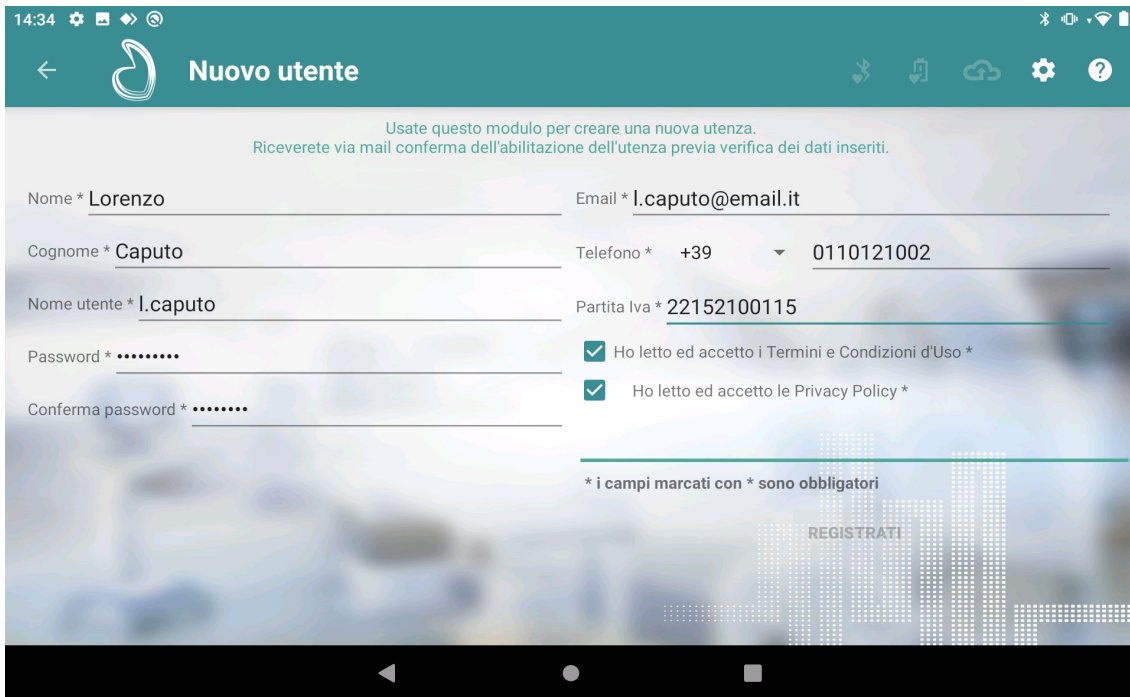 14:34
Nuovo utente
Usate questo modulo per creare una nuova utenza.
Riceverete via mail conferma dell'abilitazione dell'utenza previa verifica dei dati inseriti.
Nome * Lorenzo
Cognome * Caputo
Nome utente * l.caputo
Password * •••••••••
Conferma password * ••••••••
Email * l.caputo@email.it
Telefono * +39 0110121002
Partita Iva * 22152100115
Ho letto ed accetto i Termini e Condizioni d'Uso *
Ho letto ed accetto le Privacy Policy *
* i campi marcati con * sono obbligatori
REGISTRATI